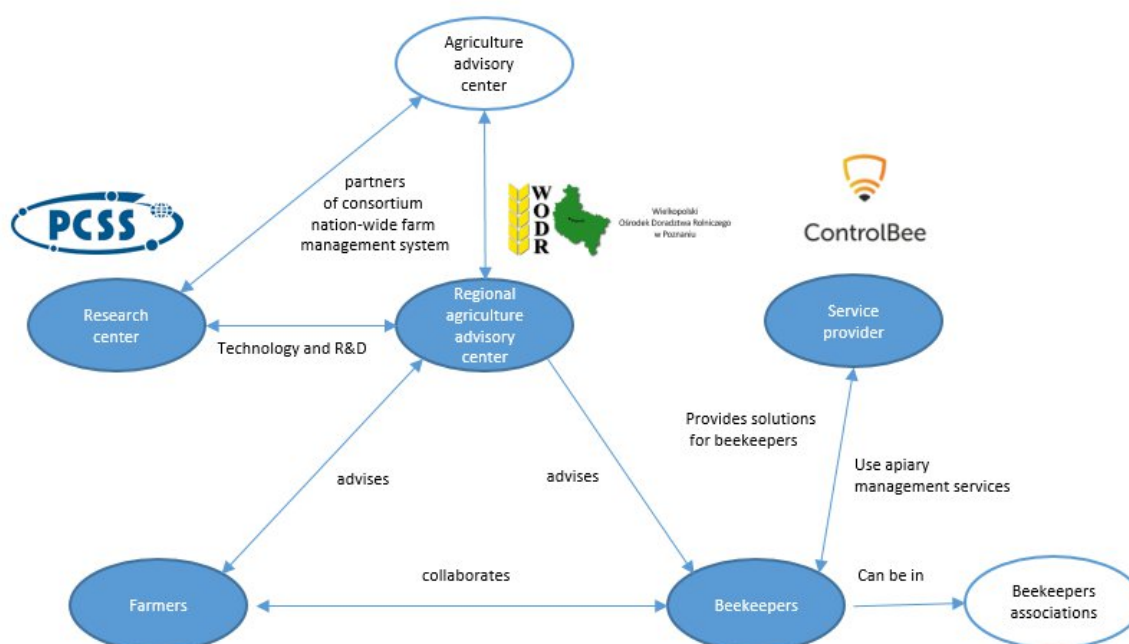 Agriculture
advisory
center
partners
of consortium
nation-wide farm
management system
PCSS
WODR
Wielkopolski
Ośrodek Doradztwa Rolniczego
w Poznaniu
ControlBee
Research
center
Technology and R&D
Regional
agriculture
advisory
center
Service
provider
Provides solutions
for beekeepers
Use apiary
management services
advises
advises
Farmers
collaborates
Beekeepers
Can be in
Beekeepers
associations